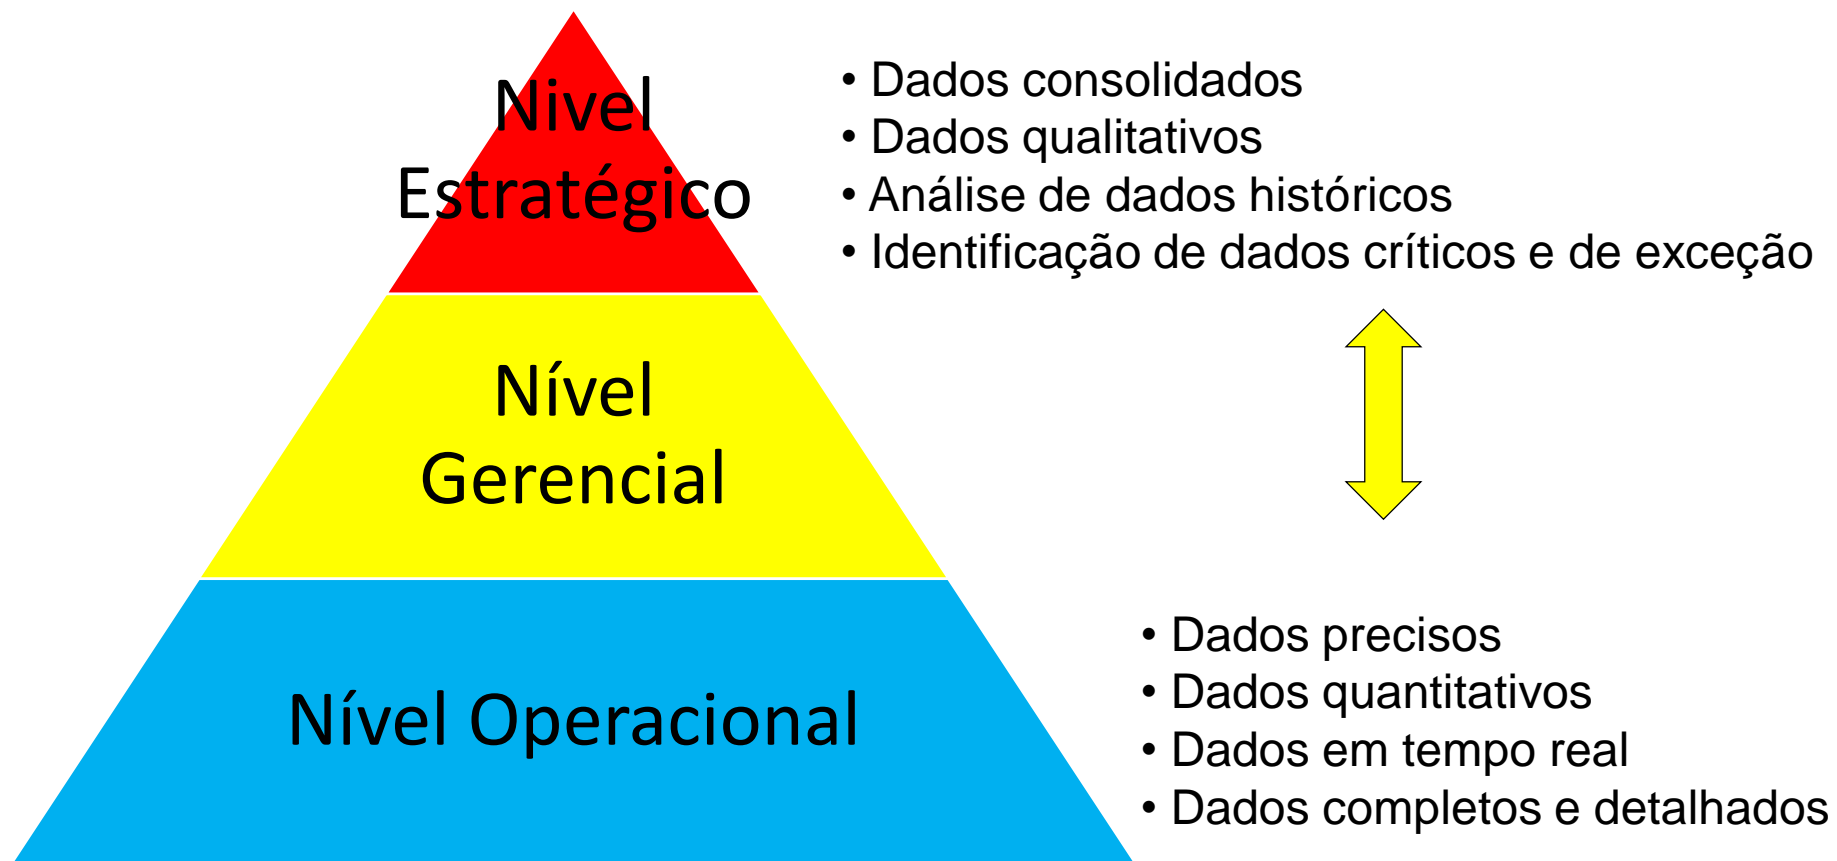 Nivel
Estratégico
• Dados consolidados
• Dados qualitativos
• Análise de dados históricos
• Identificação de dados críticos e de exceção
Nível
Gerencial
Nível Operacional
• Dados precisos
• Dados quantitativos
• Dados em tempo real
• Dados completos e detalhados